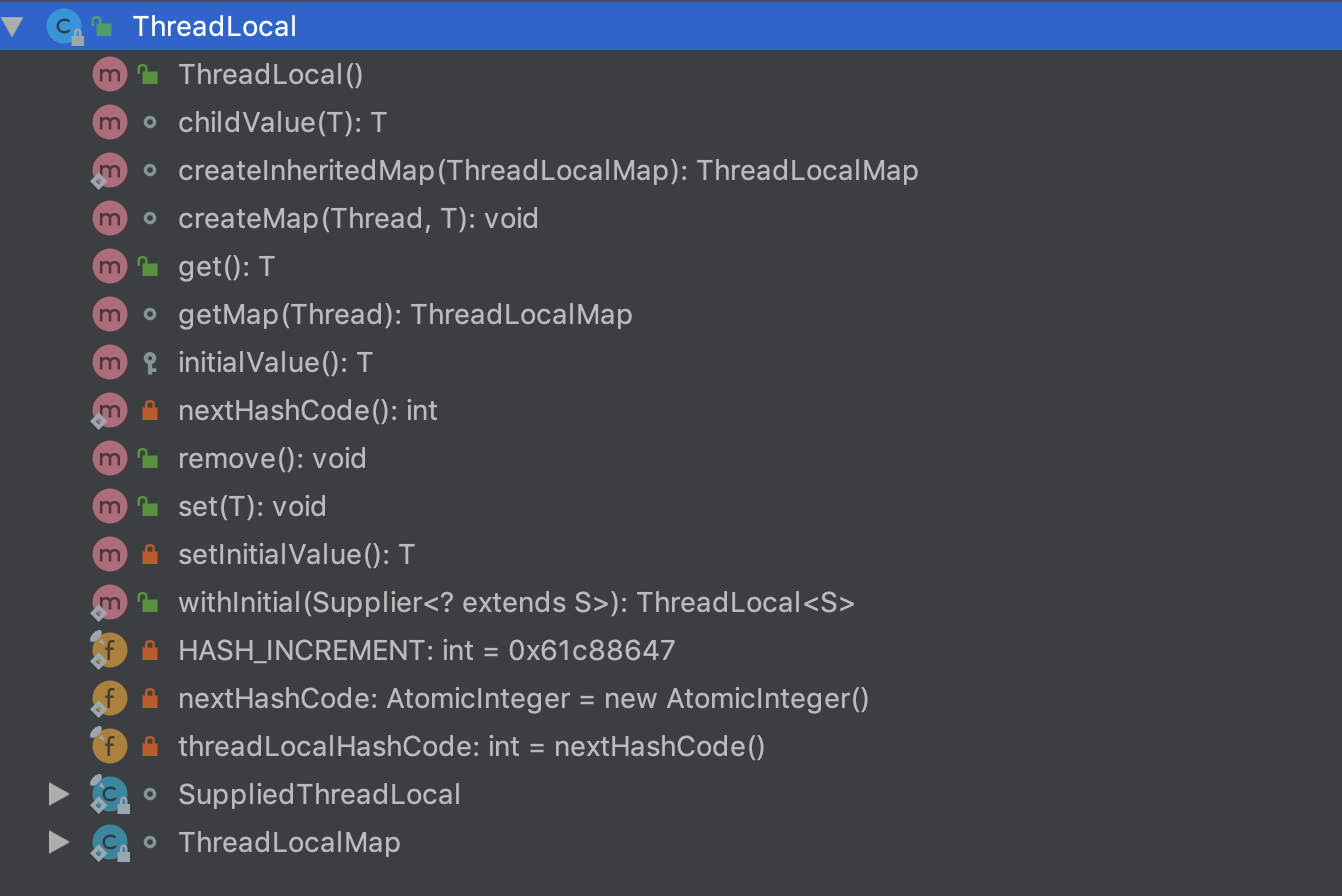 ThreadLocal
ThreadLocal()
childValue(T): T
createInheritedMap(ThreadLocalMap): ThreadLocalMap
createMap(Thread, T): void
get(): T
getMap(Thread): ThreadLocalMap
initialValue(): T
nextHashCode(): int
remove(): void
set(T): void
setInitialValue(): T
withInitial(Supplier<? extends S>): ThreadLocal<S>
HASH_INCREMENT: int = 0x61c88647
nextHashCode: AtomicInteger = new AtomicInteger()
threadLocalHashCode: int = nextHashCode()
SuppliedThreadLocal
ThreadLocalMap